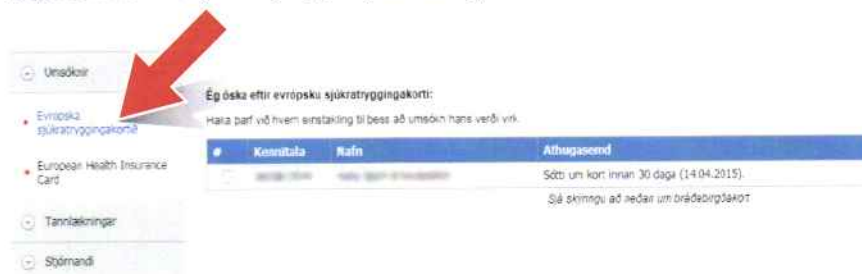 Umsóknir
Evrópska
sjúkratryggingakortið
European Health Insurance
Card
Tannlækningar
Stjórnandi
Ég óska eftir evrópsku sjúkratryggingakorti:
Haka þarf við hvern einstakling til þess að umsókn hans verði virk.
# Kennitala Nafn Athugasemd
Sótti um kort innan 30 daga (14.04.2015).
Sjá skýringu að neðan um bráðabirgðakort